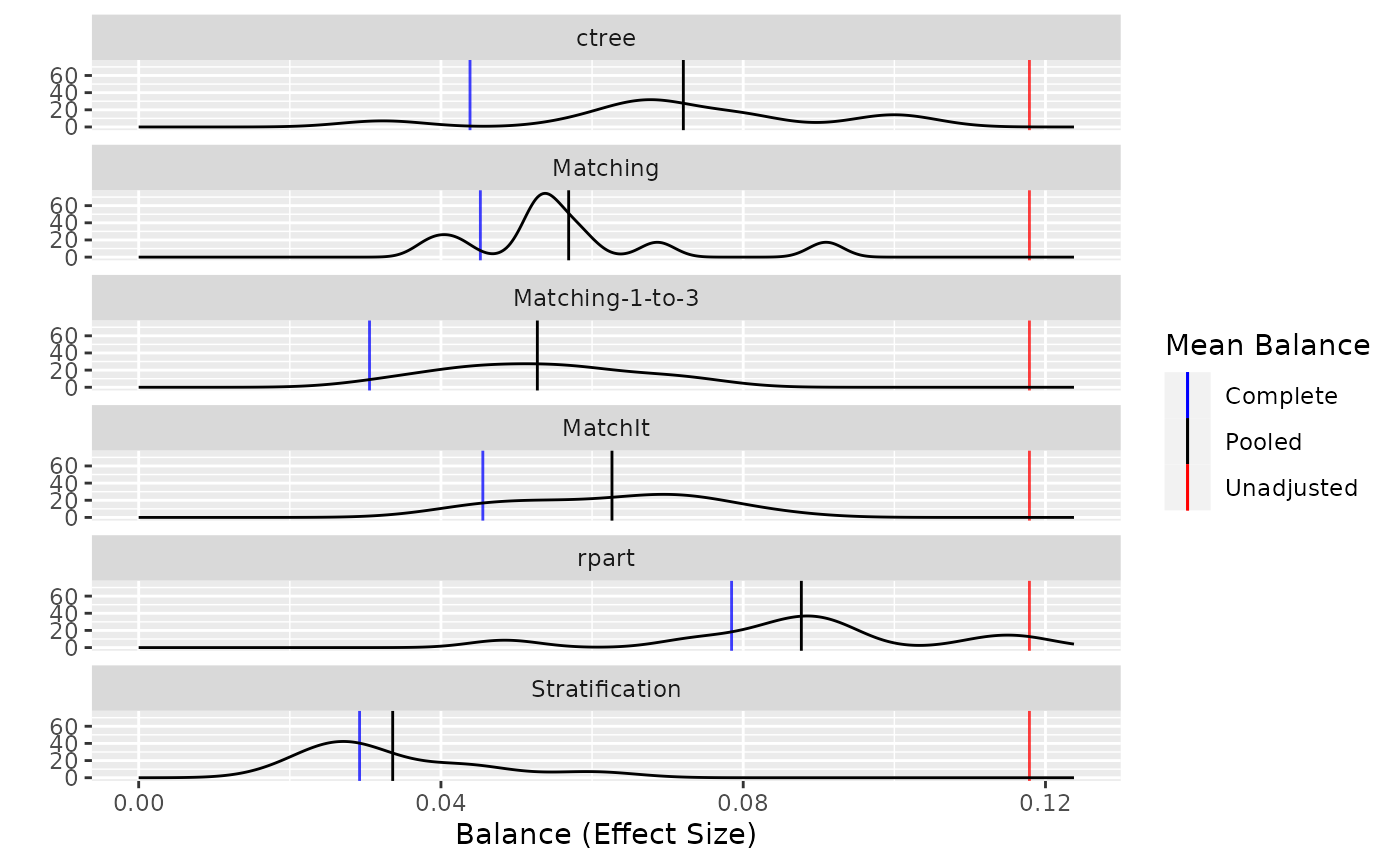 ctree
60
40
20
0
Matching
60
40
20
0
Matching-1-to-3
60
40
20
0
MatchIt
60
40
20
0
rpart
60
40
20
0
Stratification
60
40
20
0
0.00 0.04 0.08 0.12
Balance (Effect Size)
Mean Balance
Complete
Pooled
Unadjusted